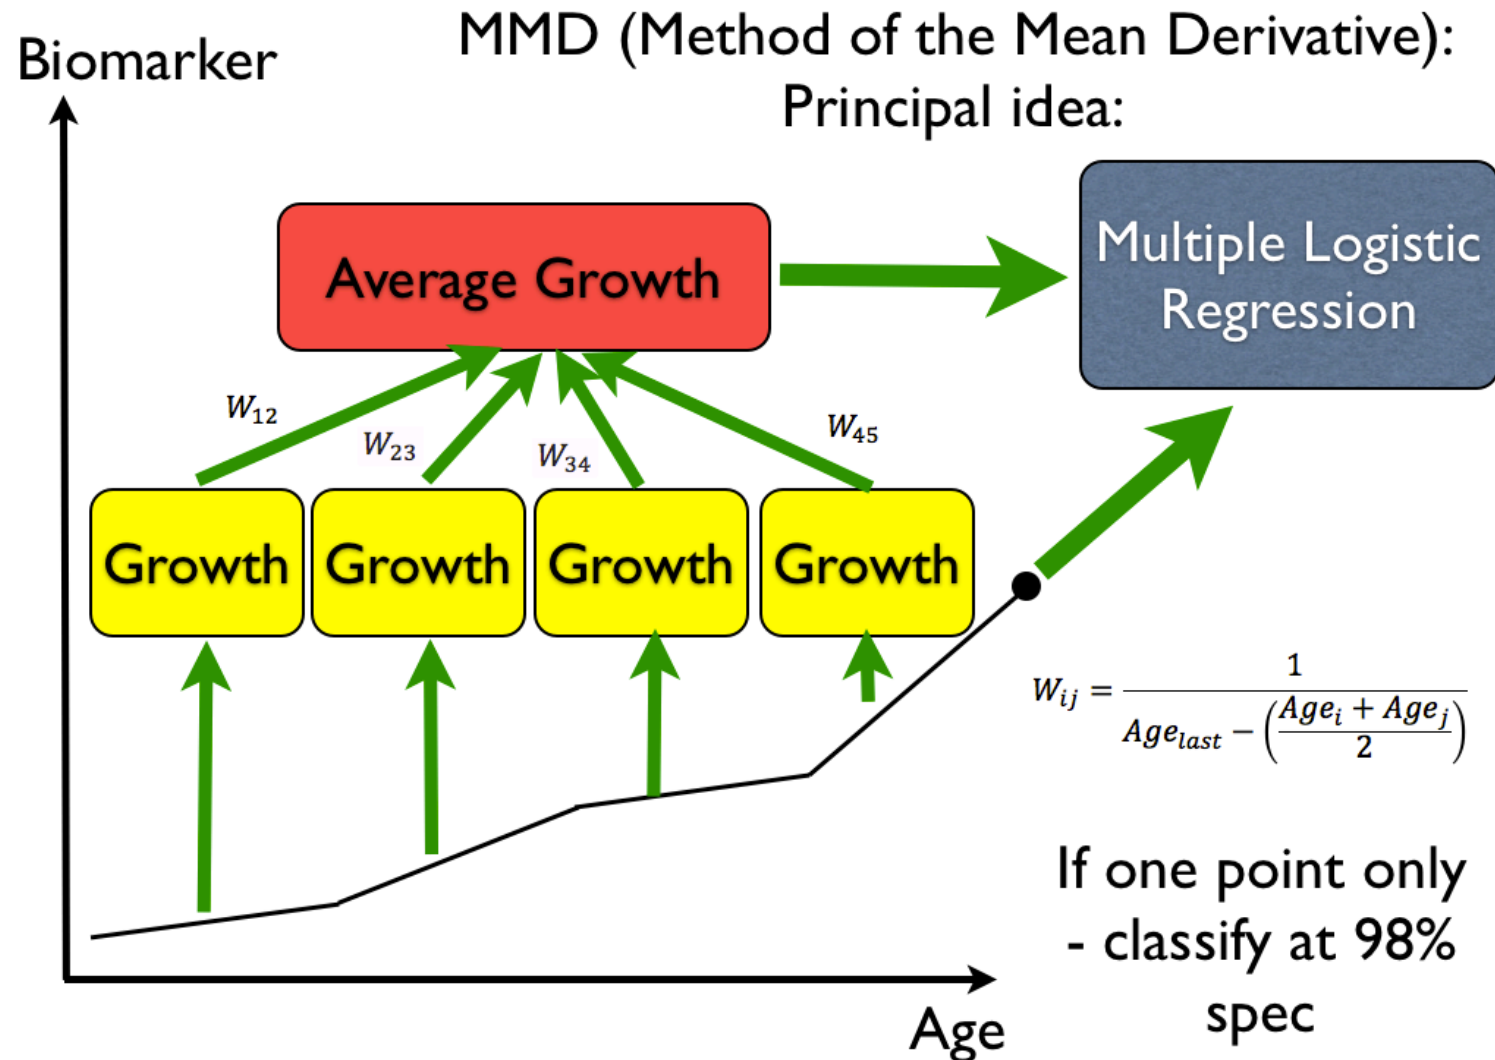 MMD (Method of the Mean Derivative):
Principal idea:
Biomarker
Average Growth
Multiple Logistic
Regression
W₁₂
W₂₃
W₃₄
W₄₅
Growth
Growth
Growth
Growth
Wᵢⱼ = 1 / (Age_last − ((Ageᵢ + Ageⱼ) / 2))
If one point only
- classify at 98%
spec
Age